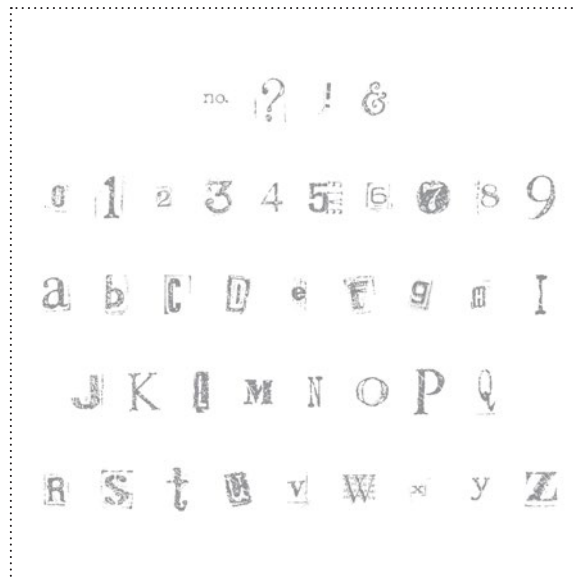 no. ? ! &
0 1 2 3 4 5 6 7 8 9
a b C D e F g H I
J K L M N O P Q
R S t U v W x y Z